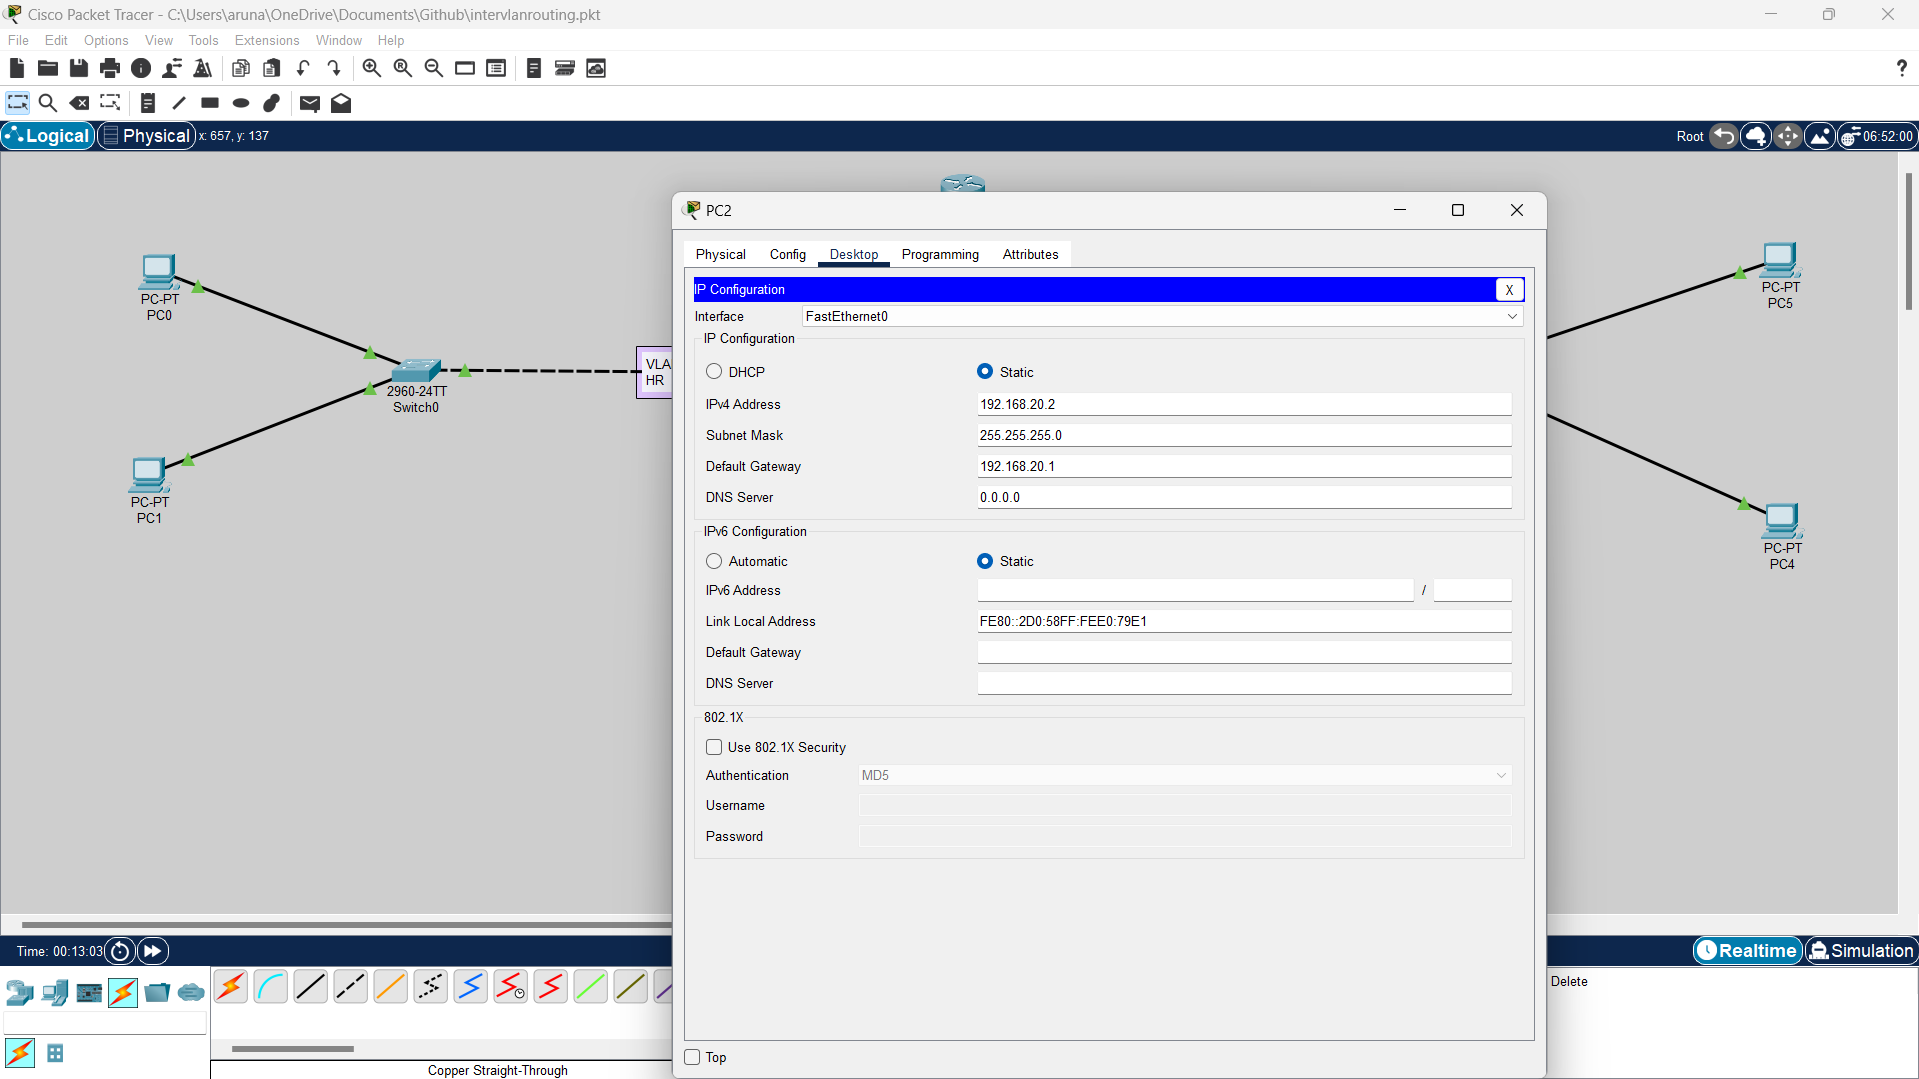 Cisco Packet Tracer - C:\Users\aruna\OneDrive\Documents\Github\intervlanrouting.pkt
File Edit Options View Tools Extensions Window Help
?
Logical Physical x: 657, y: 137 Root 06:52:00
PC-PT
PC0
PC-PT
PC1
2960-24TT
Switch0
VLA
HR
PC2
Physical Config Desktop Programming Attributes
IP Configuration X
Interface FastEthernet0
IP Configuration
DHCP Static
IPv4 Address 192.168.20.2
Subnet Mask 255.255.255.0
Default Gateway 192.168.20.1
DNS Server 0.0.0.0
IPv6 Configuration
Automatic Static
IPv6 Address /
Link Local Address FE80::2D0:58FF:FEE0:79E1
Default Gateway
DNS Server
802.1X
Use 802.1X Security
Authentication MD5
Username
Password
Top
PC-PT
PC5
PC-PT
PC4
Time: 00:13:03 Realtime Simulation
Delete
Copper Straight-Through